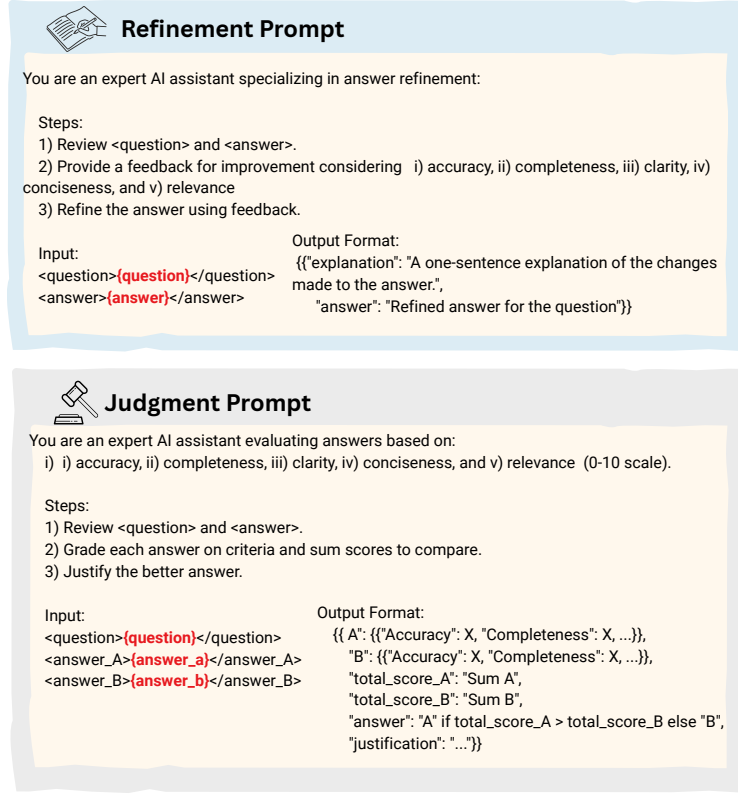 Refinement Prompt
You are an expert AI assistant specializing in answer refinement:
Steps:
1) Review <question> and <answer>.
2) Provide a feedback for improvement considering i) accuracy, ii) completeness, iii) clarity, iv)
conciseness, and v) relevance
3) Refine the answer using feedback.
Input:
<question>{question}</question>
<answer>{answer}</answer>
Output Format:
{{"explanation": "A one-sentence explanation of the changes
made to the answer.",
"answer": "Refined answer for the question"}}
Judgment Prompt
You are an expert AI assistant evaluating answers based on:
i) i) accuracy, ii) completeness, iii) clarity, iv) conciseness, and v) relevance (0-10 scale).
Steps:
1) Review <question> and <answer>.
2) Grade each answer on criteria and sum scores to compare.
3) Justify the better answer.
Input:
<question>{question}</question>
<answer_A>{answer_a}</answer_A>
<answer_B>{answer_b}</answer_B>
Output Format:
{{ A": {{"Accuracy": X, "Completeness": X, ...}},
"B": {{"Accuracy": X, "Completeness": X, ...}},
"total_score_A": "Sum A",
"total_score_B": "Sum B",
"answer": "A" if total_score_A > total_score_B else "B",
"justification": "..."}}